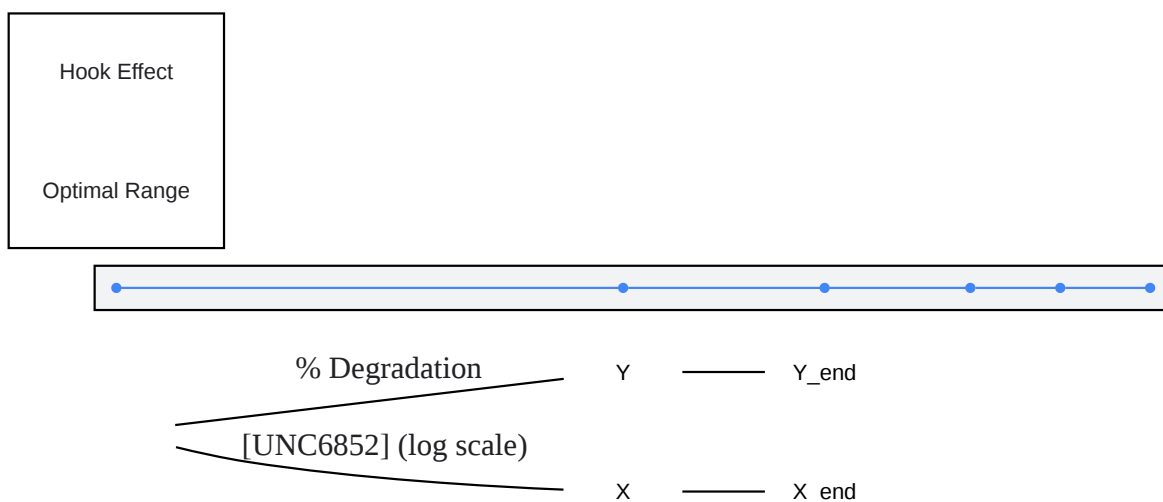 Hook Effect
Optimal Range
% Degradation
Y
Y_end
[UNC6852] (log scale)
X
X_end